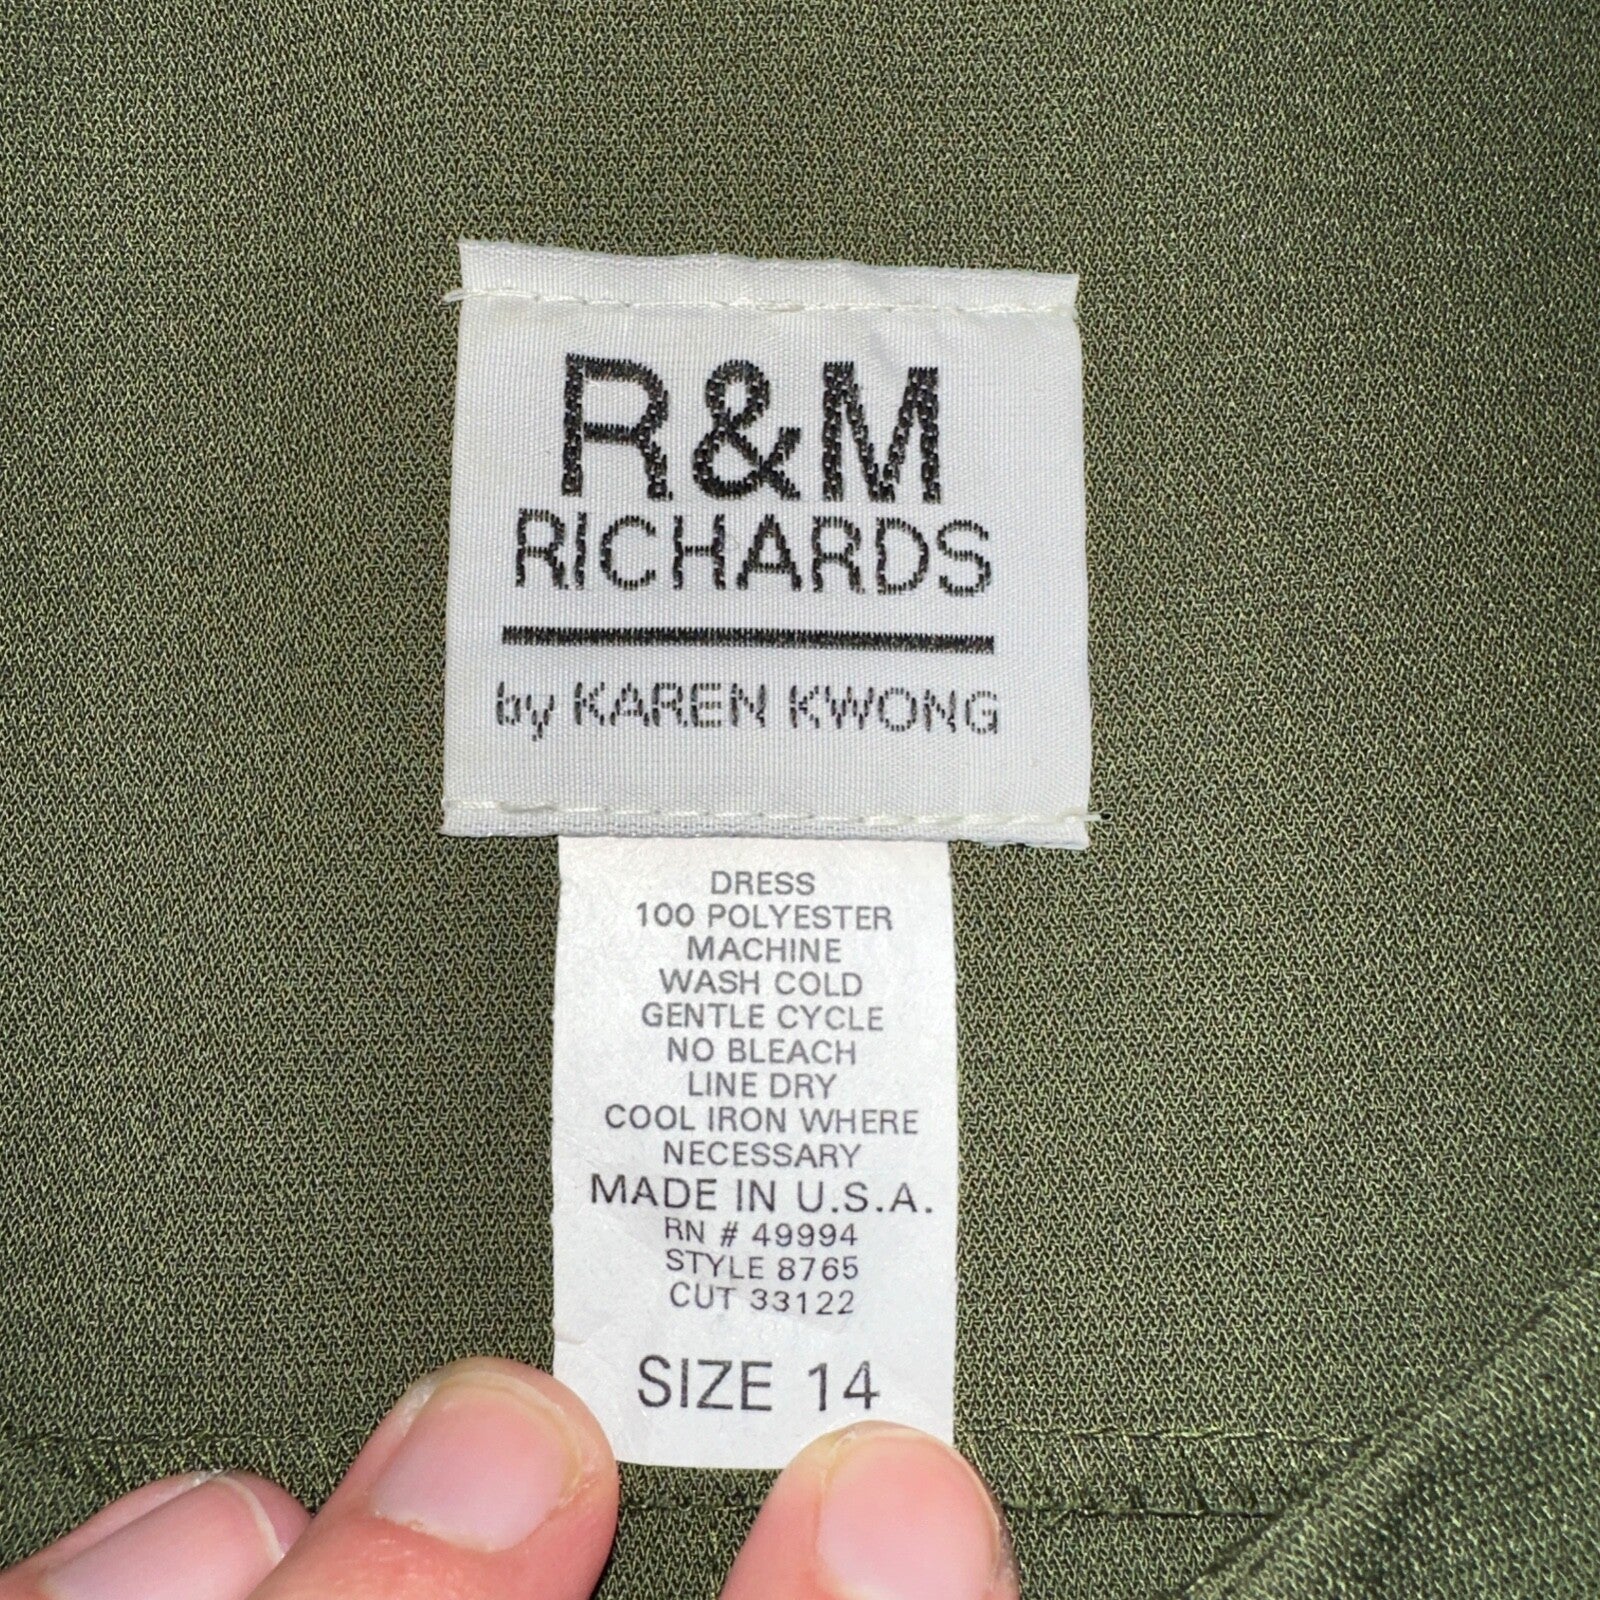 R&M
RICHARDS
by KAREN KWONG
DRESS
100 POLYESTER
MACHINE
WASH COLD
GENTLE CYCLE
NO BLEACH
LINE DRY
COOL IRON WHERE
NECESSARY
MADE IN U.S.A.
RN # 49994
STYLE 8765
CUT 33122
SIZE 14